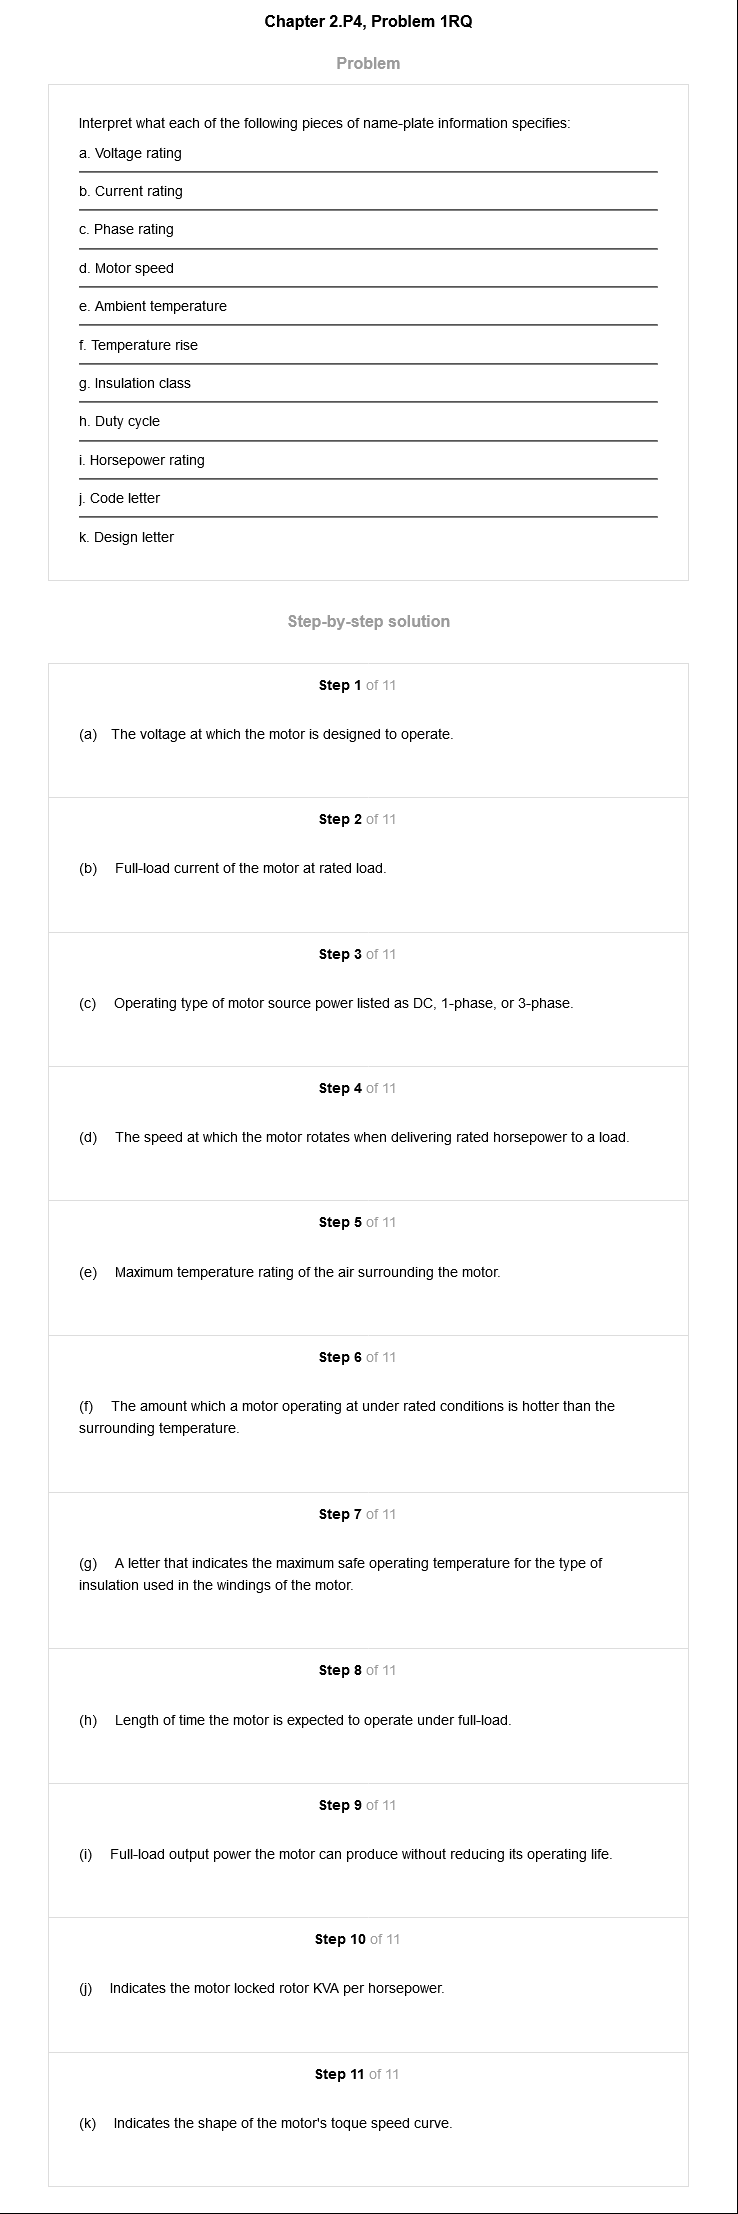 Chapter 2.P4, Problem 1RQ
Problem
Interpret what each of the following pieces of name-plate information specifies:
a. Voltage rating
b. Current rating
c. Phase rating
d. Motor speed
e. Ambient temperature
f. Temperature rise
g. Insulation class
h. Duty cycle
i. Horsepower rating
j. Code letter
k. Design letter
Step-by-step solution
Step 1 of 11
(a) The voltage at which the motor is designed to operate.
Step 2 of 11
(b) Full-load current of the motor at rated load.
Step 3 of 11
(c) Operating type of motor source power listed as DC, 1-phase, or 3-phase.
Step 4 of 11
(d) The speed at which the motor rotates when delivering rated horsepower to a load.
Step 5 of 11
(e) Maximum temperature rating of the air surrounding the motor.
Step 6 of 11
(f) The amount which a motor operating at under rated conditions is hotter than the
surrounding temperature.
Step 7 of 11
(g) A letter that indicates the maximum safe operating temperature for the type of
insulation used in the windings of the motor.
Step 8 of 11
(h) Length of time the motor is expected to operate under full-load.
Step 9 of 11
(i) Full-load output power the motor can produce without reducing its operating life.
Step 10 of 11
(j) Indicates the motor locked rotor KVA per horsepower.
Step 11 of 11
(k) Indicates the shape of the motor's toque speed curve.